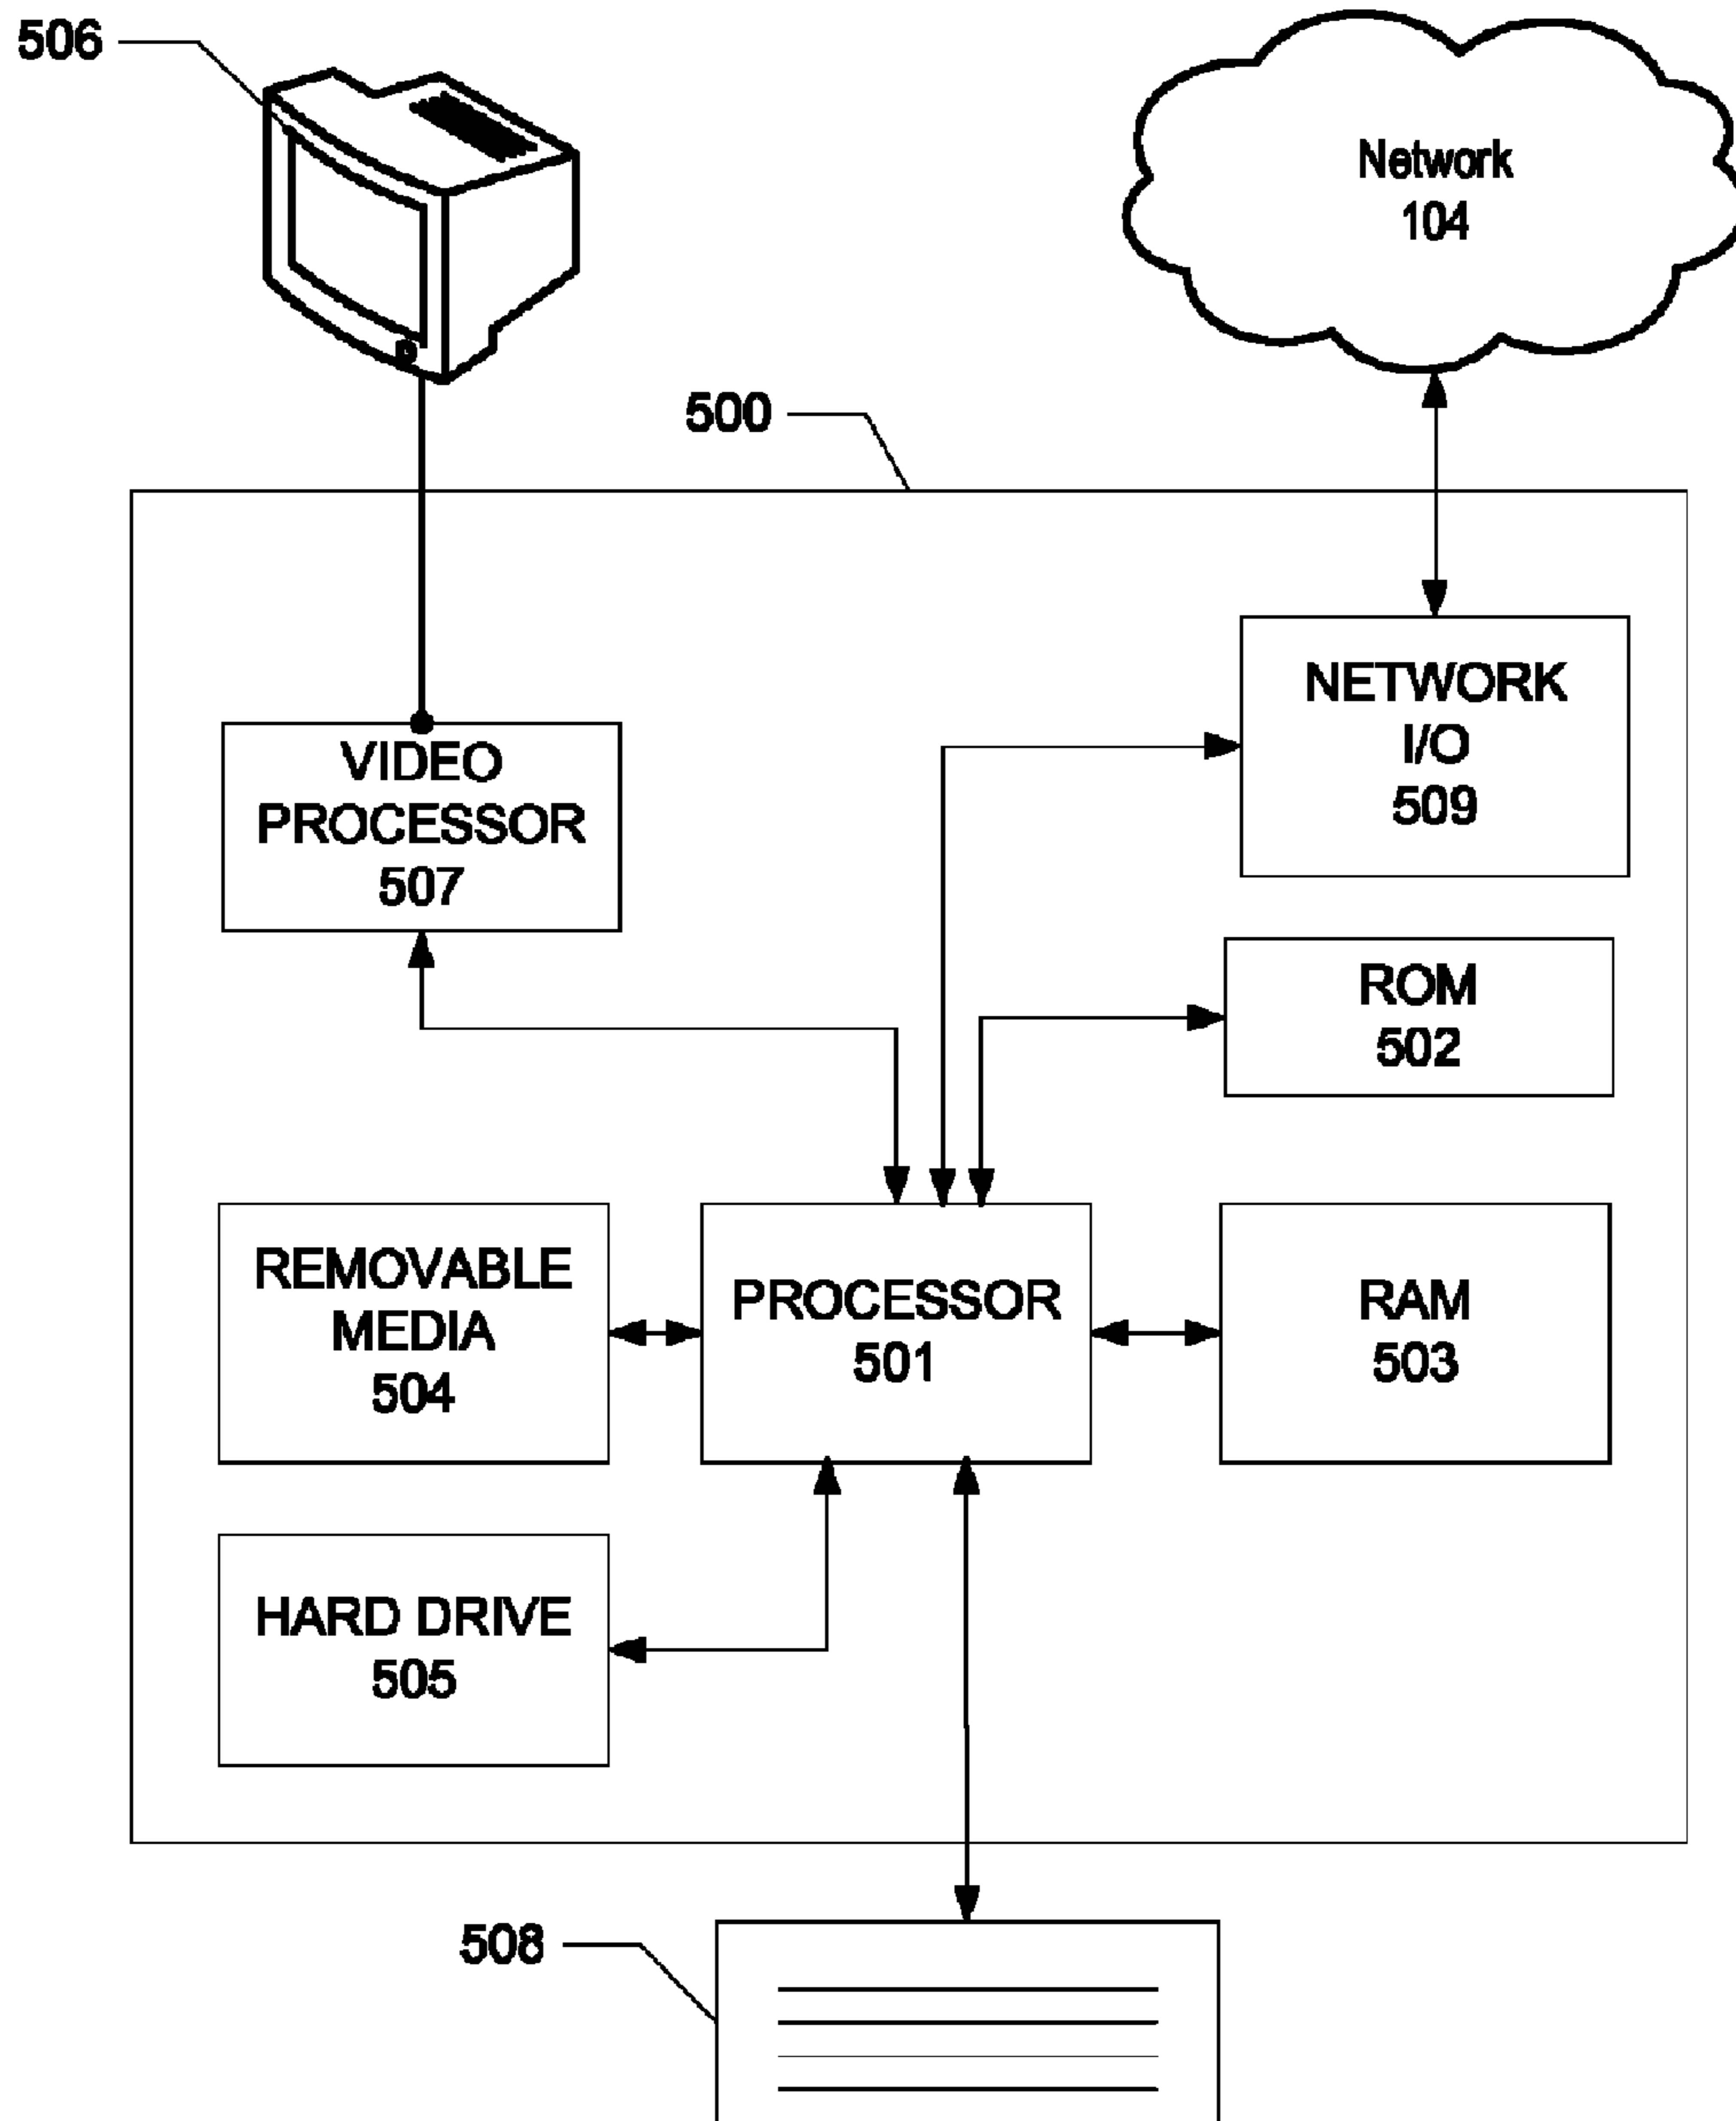 506
Network
104
500
NETWORK
I/O
509
VIDEO
PROCESSOR
507
ROM
502
REMOVABLE
MEDIA
504
PROCESSOR
501
RAM
503
HARD DRIVE
505
508